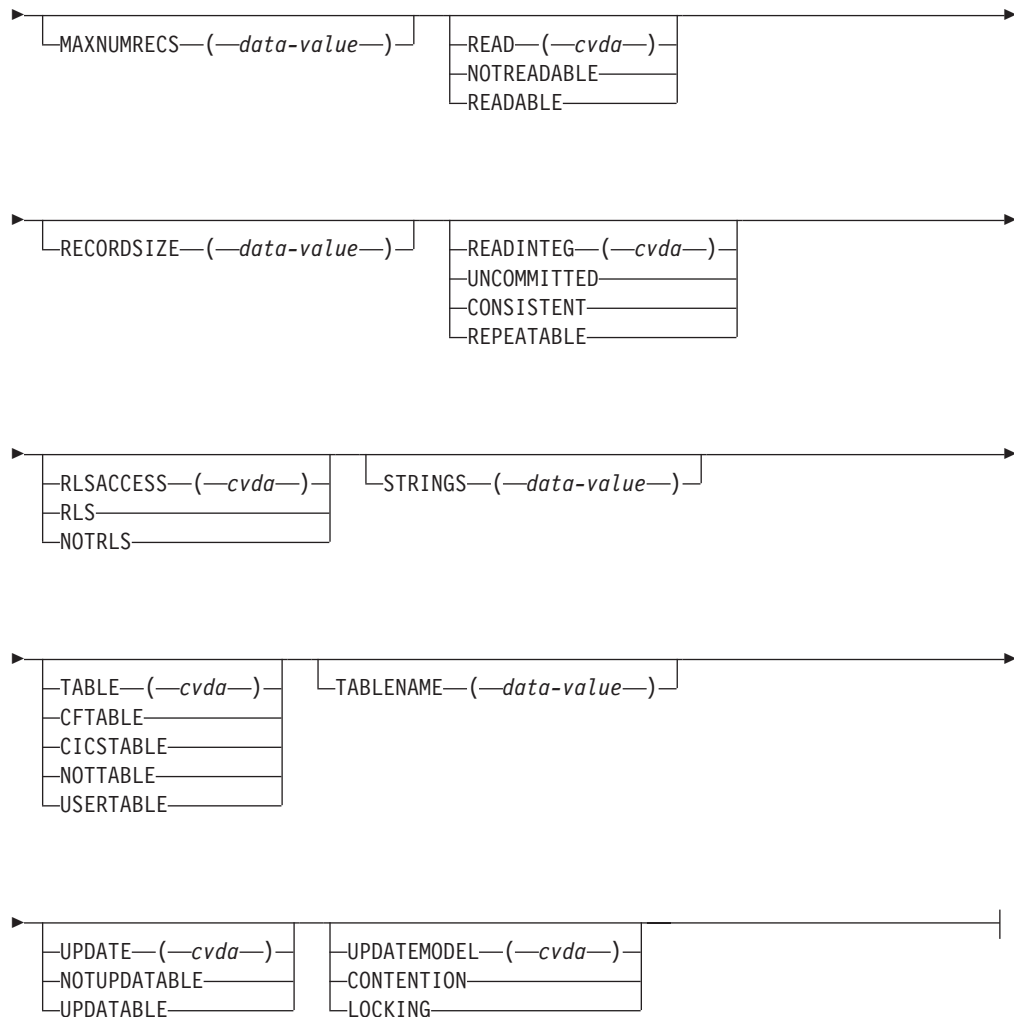 MAXNUMRECS ( data-value ) READ ( cvda )
NOTREADABLE
READABLE
RECORDSIZE ( data-value ) READINTEG ( cvda )
UNCOMMITTED
CONSISTENT
REPEATABLE
RLSACCESS ( cvda ) STRINGS ( data-value )
RLS
NOTRLS
TABLE ( cvda ) TABLENAME ( data-value )
CFTABLE
CICSTABLE
NOTTABLE
USERTABLE
UPDATE ( cvda ) UPDATEMODEL ( cvda )
NOTUPDATABLE CONTENTION
UPDATABLE LOCKING